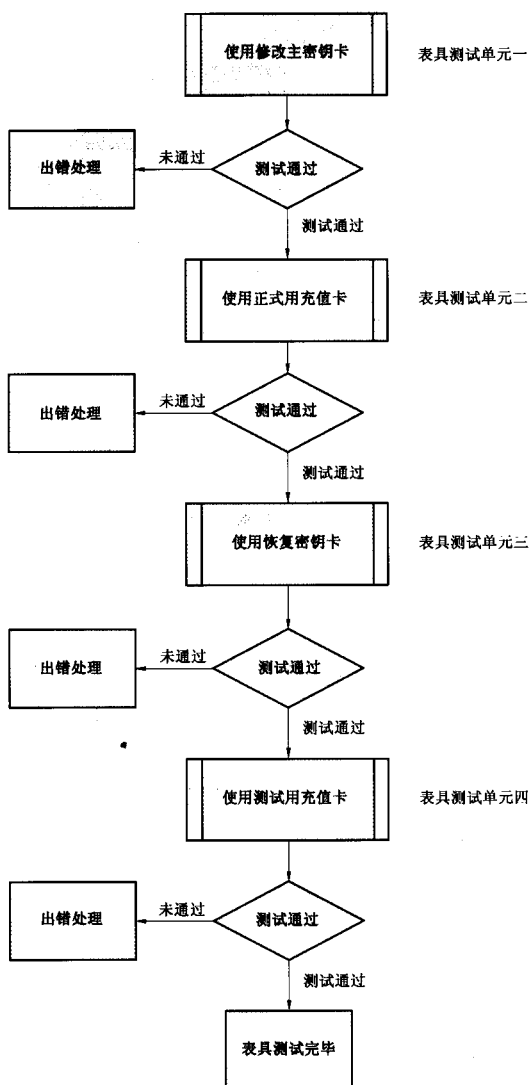 使用修改主密钥卡
表具测试单元一
未通过
出错处理
测试通过
测试通过
使用正式用充值卡
表具测试单元二
未通过
出错处理
测试通过
测试通过
使用恢复密钥卡
表具测试单元三
未通过
出错处理
测试通过
测试通过
使用测试用充值卡
表具测试单元四
未通过
出错处理
测试通过
测试通过
表具测试完毕